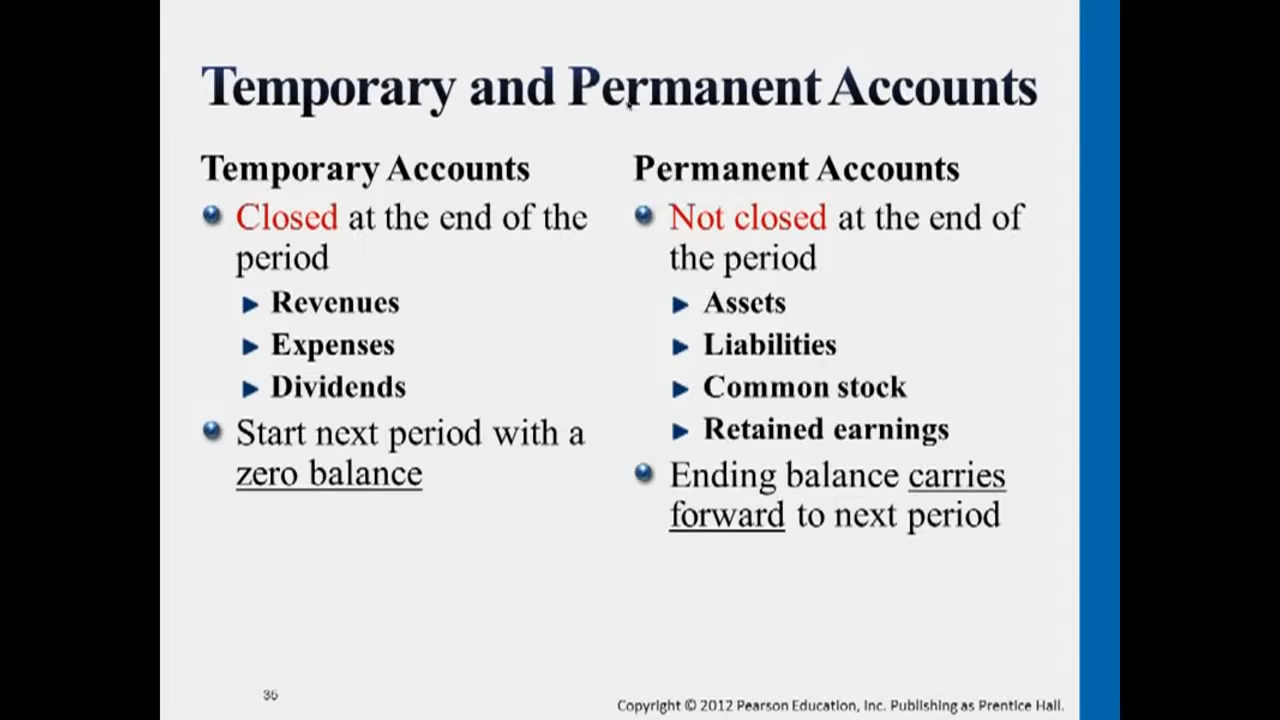 Temporary and Permanent Accounts
Temporary Accounts
Closed at the end of the
period
Revenues
Expenses
Dividends
Start next period with a
zero balance
Permanent Accounts
Not closed at the end of
the period
Assets
Liabilities
Common stock
Retained earnings
Ending balance carries
forward to next period
36
Copyright © 2012 Pearson Education, Inc. Publishing as Prentice Hall.